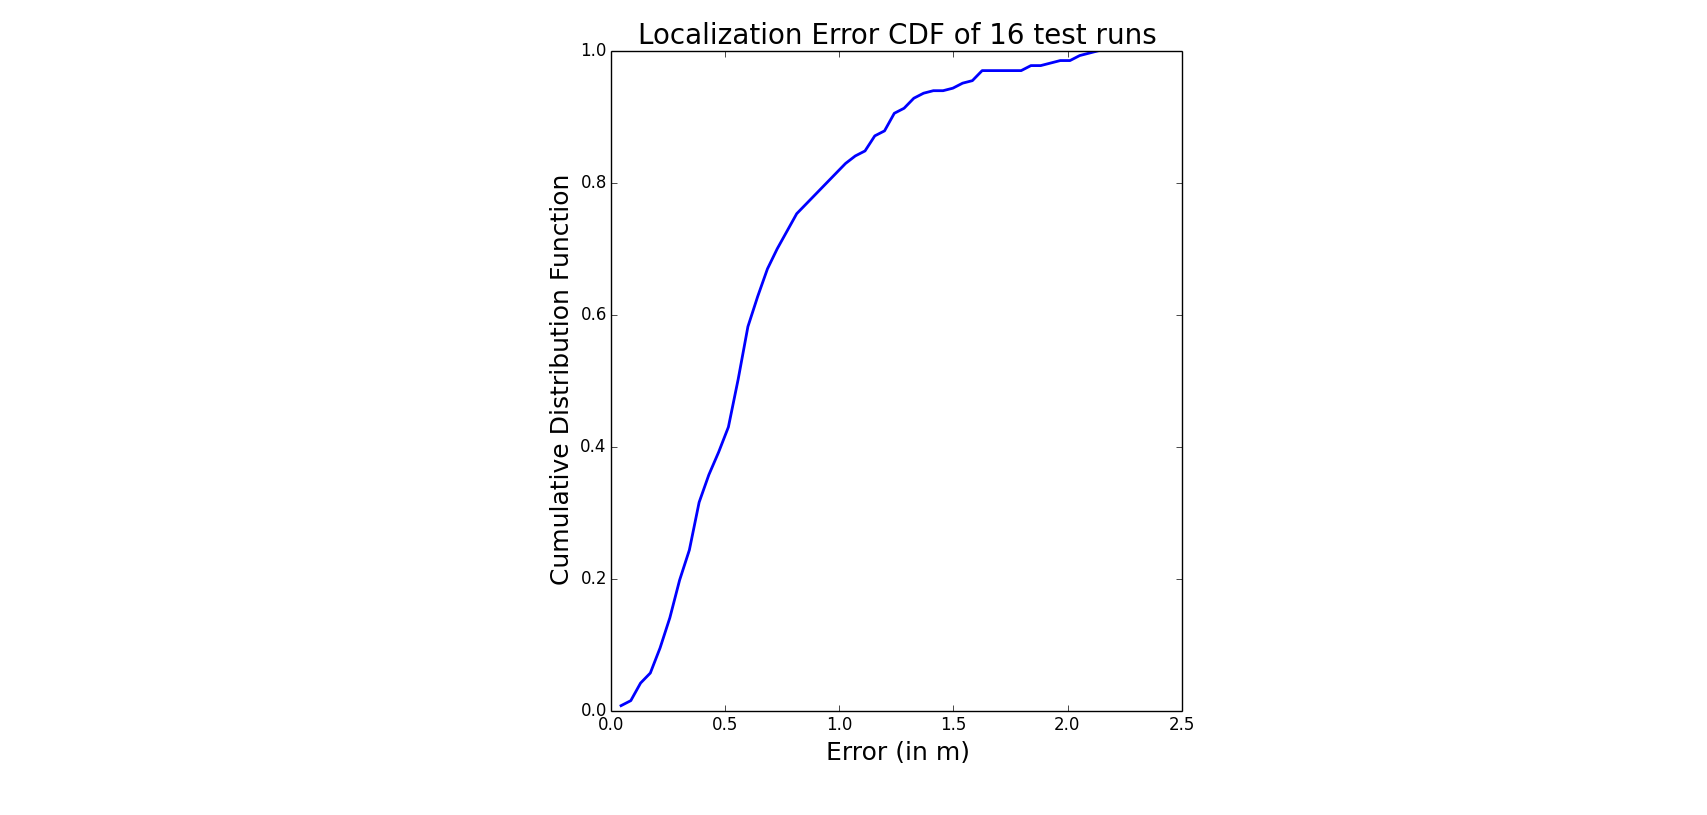 Localization Error CDF of 16 test runs
1.0
0.8
0.6
0.4
0.2
0.0
Cumulative Distribution Function
0.0 0.5 1.0 1.5 2.0 2.5
Error (in m)